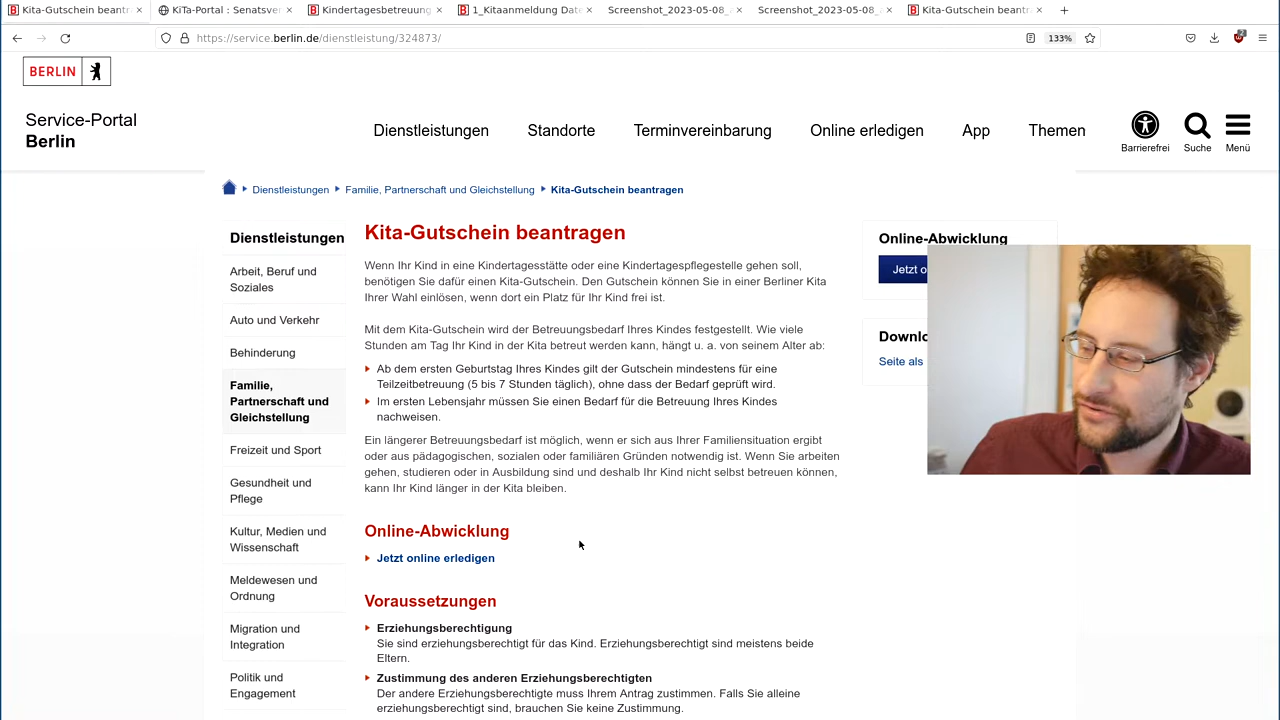 Kita-Gutschein beantr
KiTa-Portal : Senatsver
Kindertagesbetreuung
1_Kitaanmeldung Date
Screenshot_2023-05-08_
Screenshot_2023-05-08_
Kita-Gutschein beantr
https://service.berlin.de/dienstleistung/324873/
133%
BERLIN
Service-Portal
Berlin
Dienstleistungen
Standorte
Terminvereinbarung
Online erledigen
App
Themen
Barrierefrei
Suche
Menü
Dienstleistungen
Familie, Partnerschaft und Gleichstellung
Kita-Gutschein beantragen
Dienstleistungen
Arbeit, Beruf und
Soziales
Auto und Verkehr
Behinderung
Familie,
Partnerschaft und
Gleichstellung
Freizeit und Sport
Gesundheit und
Pflege
Kultur, Medien und
Wissenschaft
Meldewesen und
Ordnung
Migration und
Integration
Politik und
Engagement
Kita-Gutschein beantragen
Wenn Ihr Kind in eine Kindertagesstätte oder eine Kindertagespflegestelle gehen soll,
benötigen Sie dafür einen Kita-Gutschein. Den Gutschein können Sie in einer Berliner Kita
Ihrer Wahl einlösen, wenn dort ein Platz für Ihr Kind frei ist.
Mit dem Kita-Gutschein wird der Betreuungsbedarf Ihres Kindes festgestellt. Wie viele
Stunden am Tag Ihr Kind in der Kita betreut werden kann, hängt u. a. von seinem Alter ab:
Ab dem ersten Geburtstag Ihres Kindes gilt der Gutschein mindestens für eine
Teilzeitbetreuung (5 bis 7 Stunden täglich), ohne dass der Bedarf geprüft wird.
Im ersten Lebensjahr müssen Sie einen Bedarf für die Betreuung Ihres Kindes
nachweisen.
Ein längerer Betreuungsbedarf ist möglich, wenn er sich aus Ihrer Familiensituation ergibt
oder aus pädagogischen, sozialen oder familiären Gründen notwendig ist. Wenn Sie arbeiten
gehen, studieren oder in Ausbildung sind und deshalb Ihr Kind nicht selbst betreuen können,
kann Ihr Kind länger in der Kita bleiben.
Online-Abwicklung
Jetzt online erledigen
Voraussetzungen
Erziehungsberechtigung
Sie sind erziehungsberechtigt für das Kind. Erziehungsberechtigt sind meistens beide
Eltern.
Zustimmung des anderen Erziehungsberechtigten
Der andere Erziehungsberechtigte muss Ihrem Antrag zustimmen. Falls Sie alleine
erziehungsberechtigt sind, brauchen Sie keine Zustimmung.
Online-Abwicklung
Jetzt o
Downlo
Seite als